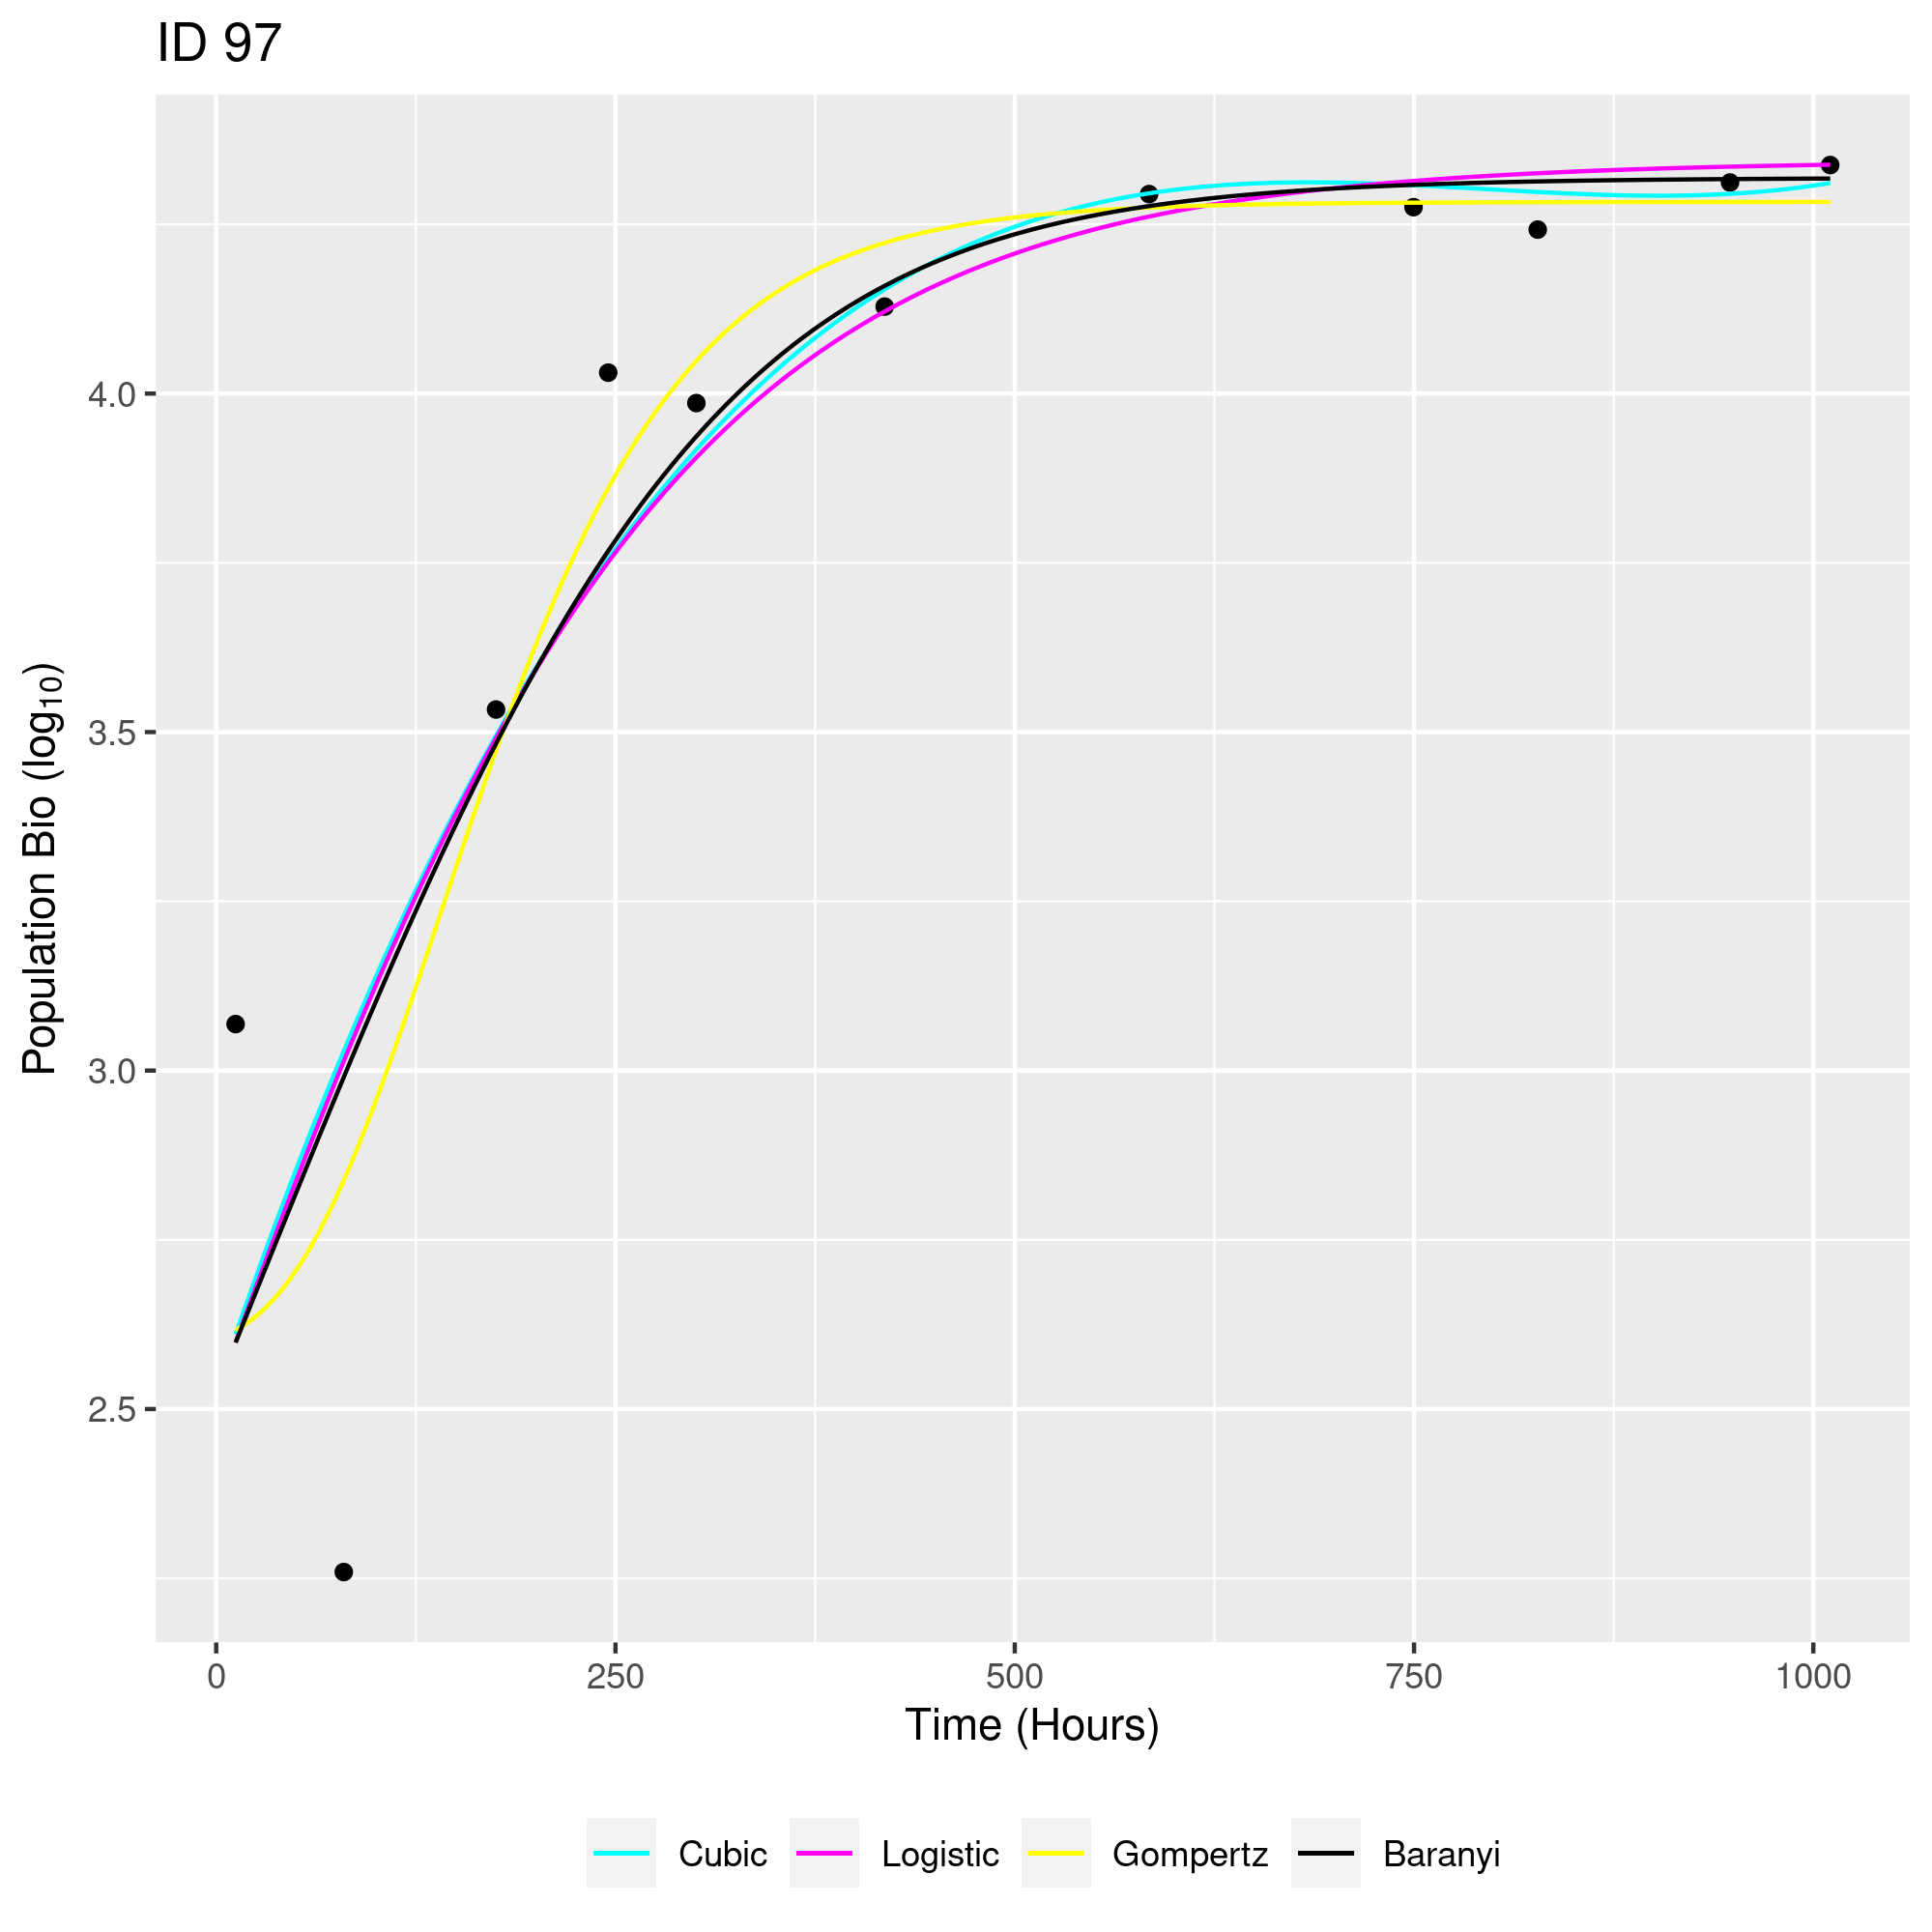 ID 97
Population Bio (log₁₀)
4.0
3.5
3.0
2.5
0 250 500 750 1000
Time (Hours)
Cubic Logistic Gompertz Baranyi